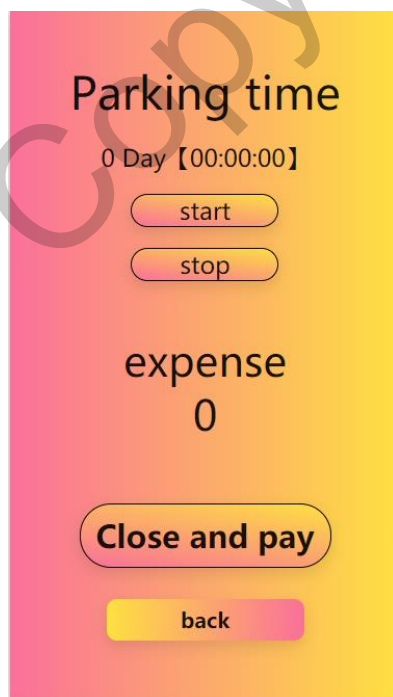 Parking time
0 Day【00:00:00】
start
stop
expense
0
Close and pay
back
Copy